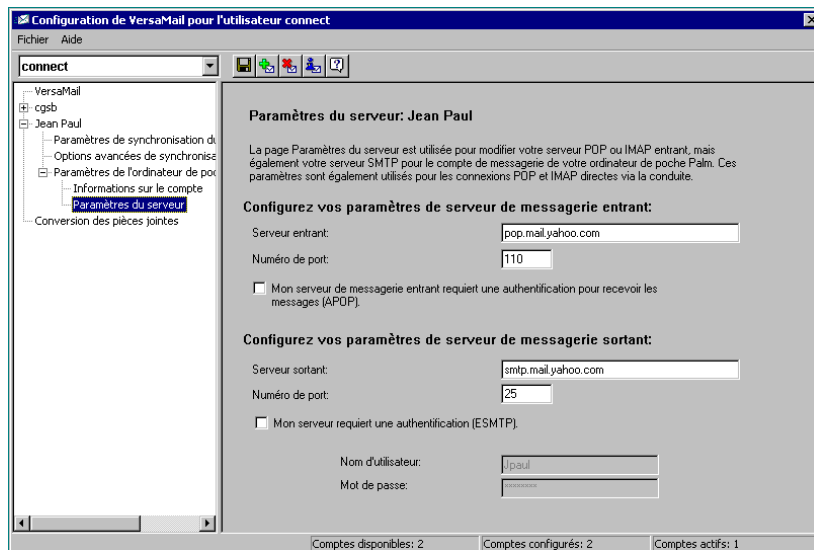 Configuration de VersaMail pour l'utilisateur connect
Fichier Aide
connect
VersaMail
cgsb
Jean Paul
Paramètres de synchronisation du
Options avancées de synchronisa
Paramètres de l'ordinateur de poc
Informations sur le compte
Paramètres du serveur
Conversion des pièces jointes
Paramètres du serveur: Jean Paul
La page Paramètres du serveur est utilisée pour modifier votre serveur POP ou IMAP entrant, mais
également votre serveur SMTP pour le compte de messagerie de votre ordinateur de poche Palm. Ces
paramètres sont également utilisés pour les connexions POP et IMAP directes via la conduite.
Configurez vos paramètres de serveur de messagerie entrant:
Serveur entrant: pop.mail.yahoo.com
Numéro de port: 110
Mon serveur de messagerie entrant requiert une authentification pour recevoir les
messages (APOP).
Configurez vos paramètres de serveur de messagerie sortant:
Serveur sortant: smtp.mail.yahoo.com
Numéro de port: 25
Mon serveur requiert une authentification (ESMTP).
Nom d'utilisateur: Jpaul
Mot de passe: ********
Comptes disponibles: 2 Comptes configurés: 2 Comptes actifs: 1